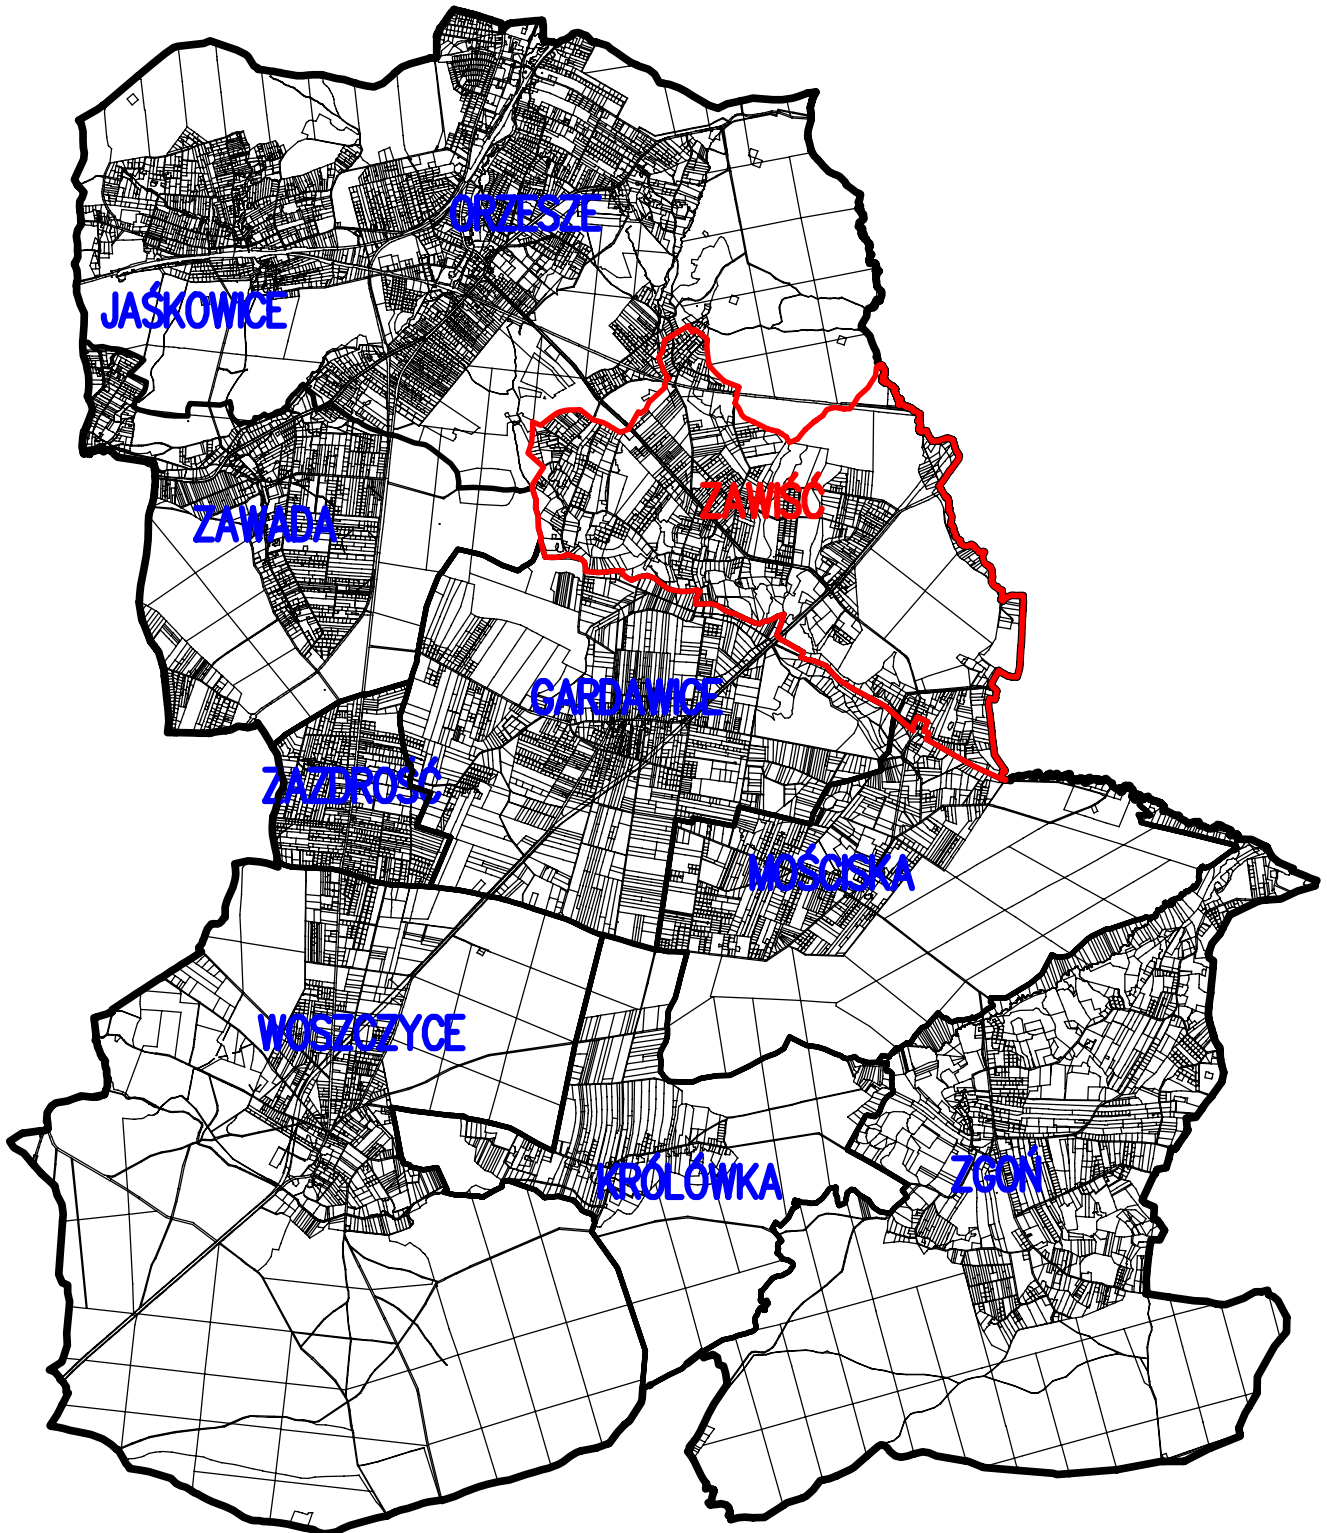 ORZESZE
JAŚKOWICE
ZAWIŚĆ
ZAWADA
GARDAWICE
ZAZDROŚĆ
MOŚCISKA
WOSZCZYCE
KRÓLÓWKA
ZGOŃ